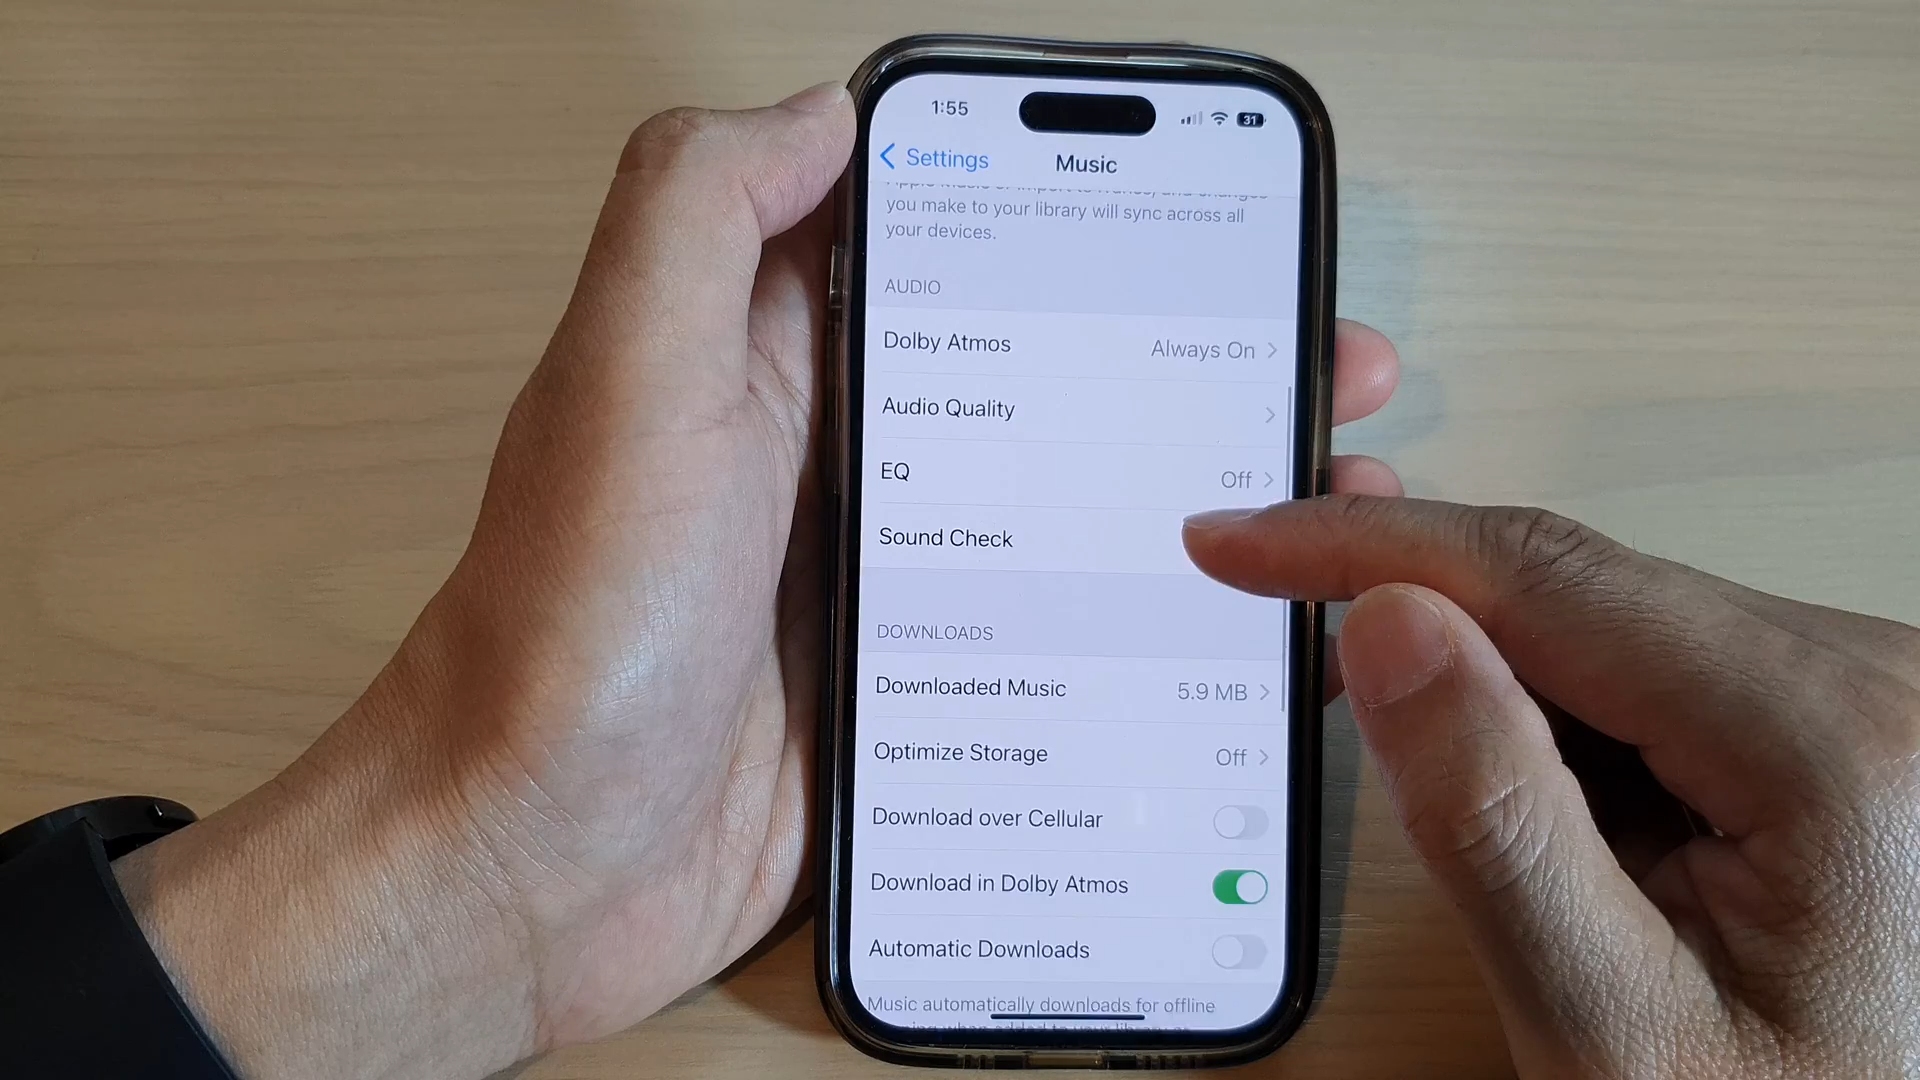 1:55
31
Settings
Music
you make to your library will sync across all
your devices.
AUDIO
Dolby Atmos
Always On
Audio Quality
EQ
Off
Sound Check
DOWNLOADS
Downloaded Music
5.9 MB
Optimize Storage
Off
Download over Cellular
Download in Dolby Atmos
Automatic Downloads
Music automatically downloads for offline